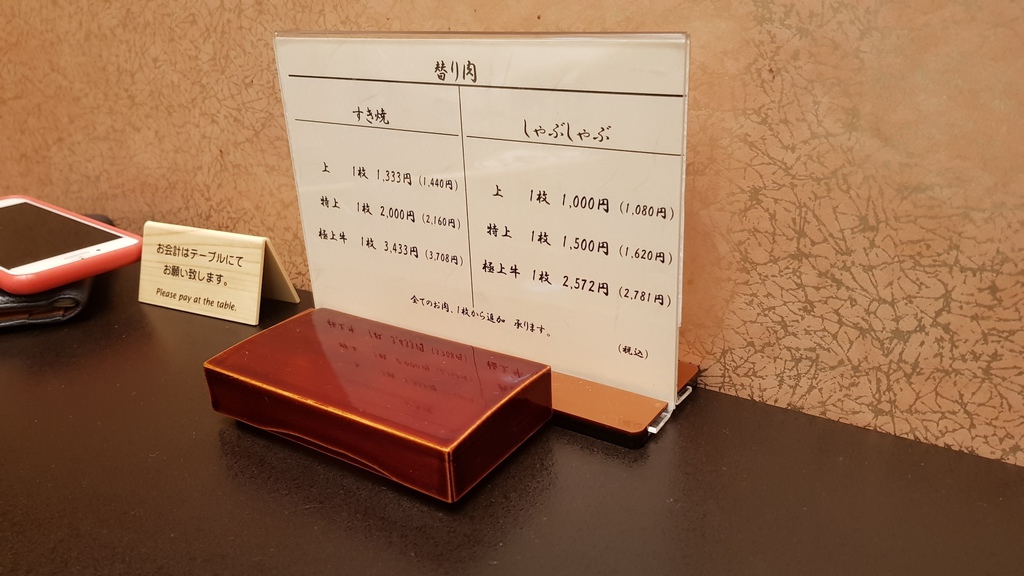 替り肉
すき焼
上 1枚 1,333円 (1,440円)
特上 1枚 2,000円 (2,160円)
極上牛 1枚 3,433円 (3,708円)
しゃぶしゃぶ
上 1枚 1,000円 (1,080円)
特上 1枚 1,500円 (1,620円)
極上牛 1枚 2,572円 (2,781円)
全てのお肉、1枚から追加 承ります。
(税込)
お会計はテーブルにて
お願い致します。
Please pay at the table.